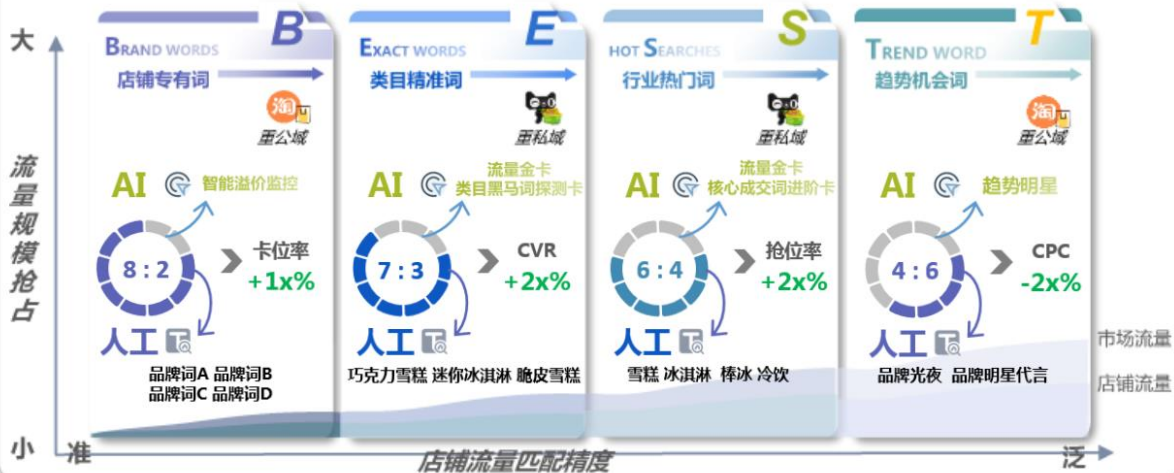 大
流量规模抢占
小
B
BRAND WORDS
店铺专有词
淘
重公域
AI
智能溢价监控
8 : 2
卡位率
+1x%
人工
品牌词A 品牌词B
品牌词C 品牌词D
E
EXACT WORDS
类目精准词
重私域
AI
流量金卡
类目黑马词探测卡
7 : 3
CVR
+2x%
人工
巧克力雪糕 迷你冰淇淋 脆皮雪糕
S
HOT SEARCHES
行业热门词
重私域
AI
流量金卡
核心成交词进阶卡
6 : 4
抢位率
+2x%
人工
雪糕 冰淇淋 棒冰 冷饮
T
TREND WORD
趋势机会词
淘
重公域
AI
趋势明星
4 : 6
CPC
-2x%
人工
品牌光夜 品牌明星代言
市场流量
店铺流量
准
店铺流量匹配精度
泛